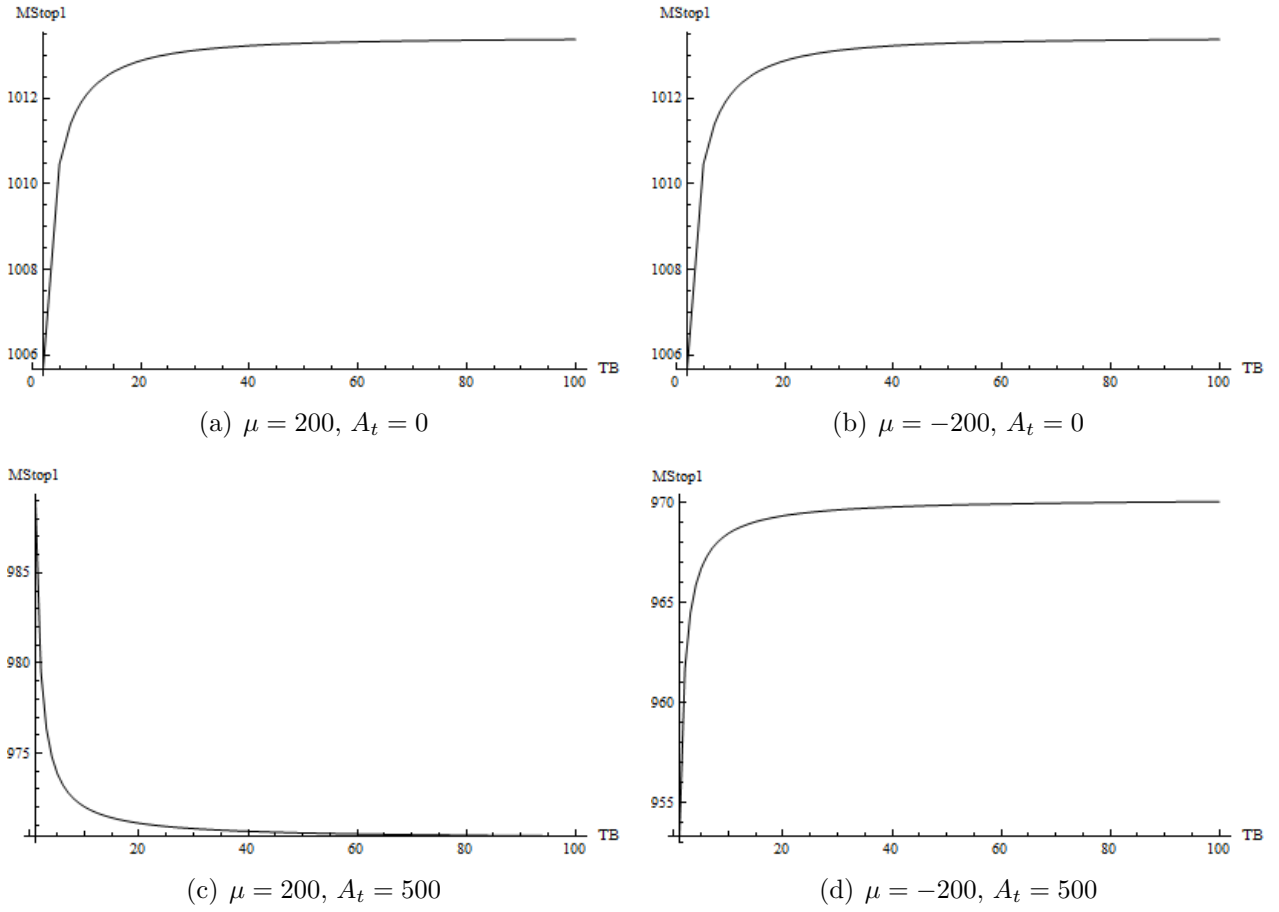 MStop1
1012
1010
1008
1006
0 20 40 60 80 100 TB
(a) μ = 200, A_t = 0
MStop1
1012
1010
1008
1006
0 20 40 60 80 100 TB
(b) μ = −200, A_t = 0
MStop1
985
980
975
20 40 60 80 100 TB
(c) μ = 200, A_t = 500
MStop1
970
965
960
955
20 40 60 80 100 TB
(d) μ = −200, A_t = 500